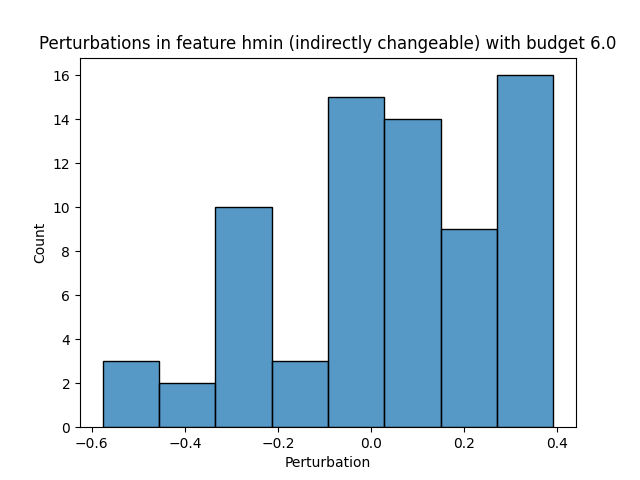 Perturbations in feature hmin (indirectly changeable) with budget 6.0
16
14
12
10
8
6
4
2
0
Count
−0.6 −0.4 −0.2 0.0 0.2 0.4
Perturbation